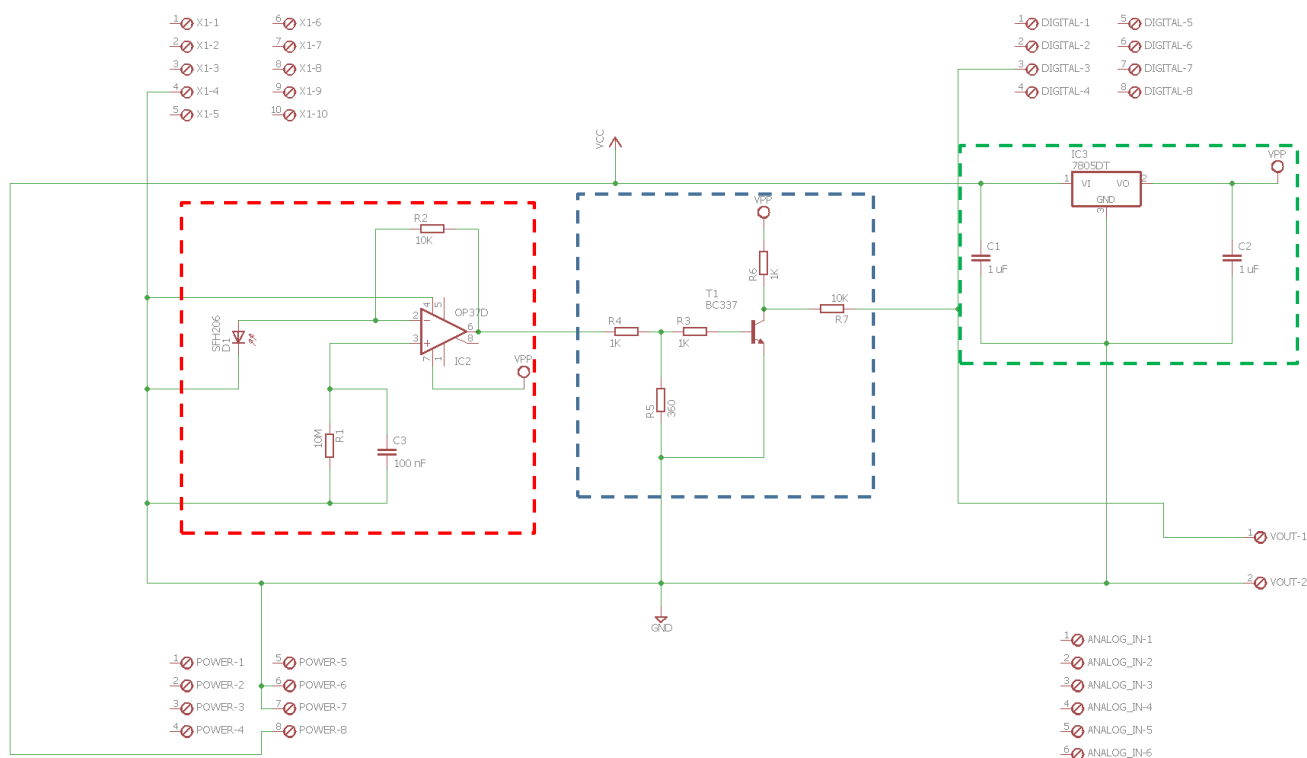 1 X1-1
2 X1-2
3 X1-3
4 X1-4
5 X1-5
6 X1-6
7 X1-7
8 X1-8
9 X1-9
10 X1-10
1 DIGITAL-1
2 DIGITAL-2
3 DIGITAL-3
4 DIGITAL-4
5 DIGITAL-5
6 DIGITAL-6
7 DIGITAL-7
8 DIGITAL-8
VCC
R2
10K
SFH206
D1
2
3
4
5
6
8
7
1
OP37D
IC2
VPP
10M
R1
C3
100 nF
R4
1K
R3
1K
R5
360
VPP
R6
1K
T1
BC337
10K
R7
IC3
7805DT
1 VI
VO 2
GND
3
VPP
C1
1 uF
C2
1 uF
1 VOUT-1
2 VOUT-2
GND
1 POWER-1
2 POWER-2
3 POWER-3
4 POWER-4
5 POWER-5
6 POWER-6
7 POWER-7
8 POWER-8
1 ANALOG_IN-1
2 ANALOG_IN-2
3 ANALOG_IN-3
4 ANALOG_IN-4
5 ANALOG_IN-5
6 ANALOG_IN-6